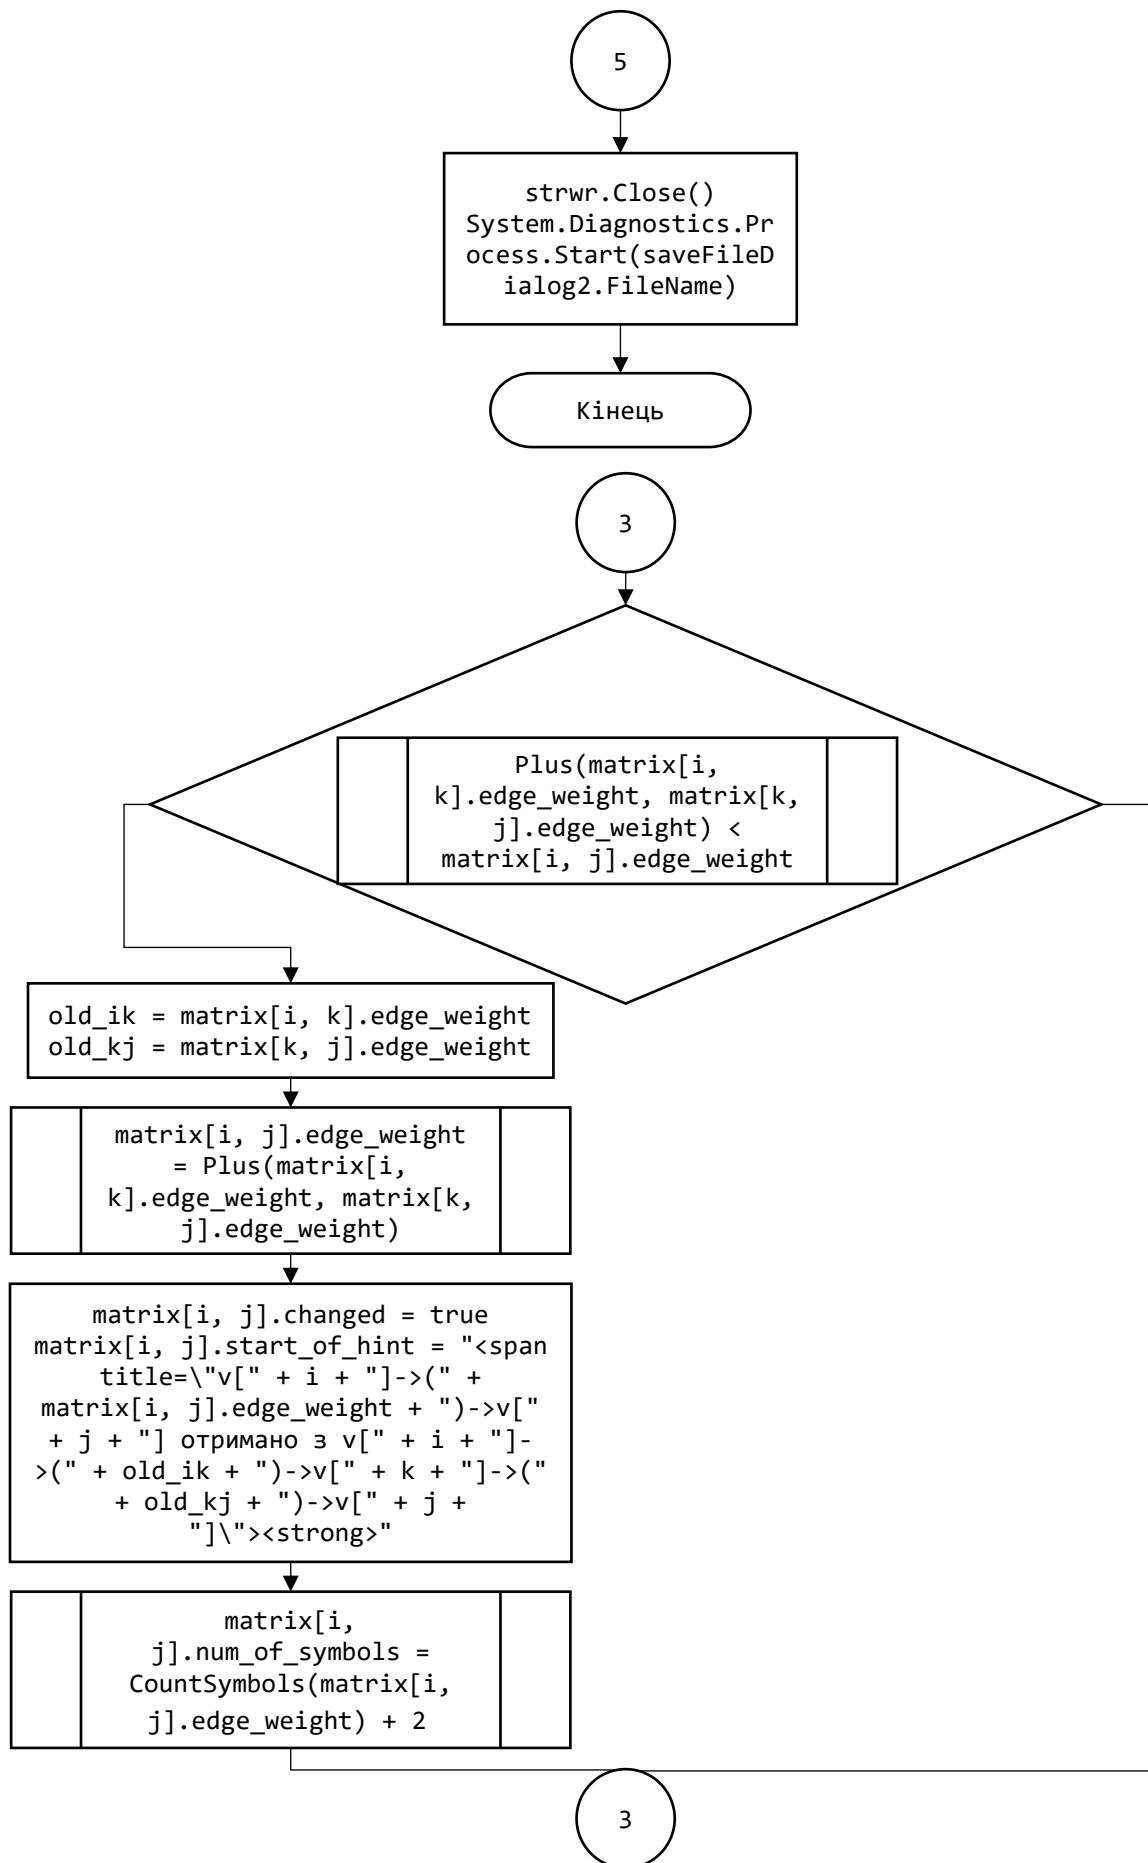 5
strwr.Close()
System.Diagnostics.Pr
ocess.Start(saveFileD
ialog2.FileName)
Кінець
3
Plus(matrix[i,
k].edge_weight, matrix[k,
j].edge_weight) <
matrix[i, j].edge_weight
old_ik = matrix[i, k].edge_weight
old_kj = matrix[k, j].edge_weight
matrix[i, j].edge_weight
= Plus(matrix[i,
k].edge_weight, matrix[k,
j].edge_weight)
matrix[i, j].changed = true
matrix[i, j].start_of_hint = "<span
title=\"v[" + i + "]->(" +
matrix[i, j].edge_weight + ")->v["
+ j + "] отримано з v[" + i + "]-
>(" + old_ik + ")->v[" + k + "]->("
+ old_kj + ")->v[" + j +
"]\"><strong>"
matrix[i,
j].num_of_symbols =
CountSymbols(matrix[i,
j].edge_weight) + 2
3